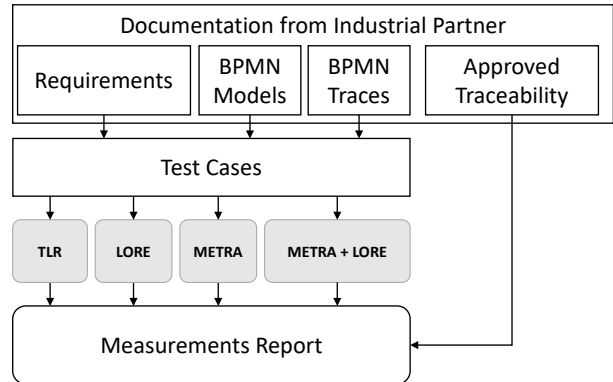 Documentation from Industrial Partner
Requirements
BPMN
Models
BPMN
Traces
Approved
Traceability
Test Cases
TLR
LORE
METRA
METRA + LORE
Measurements Report